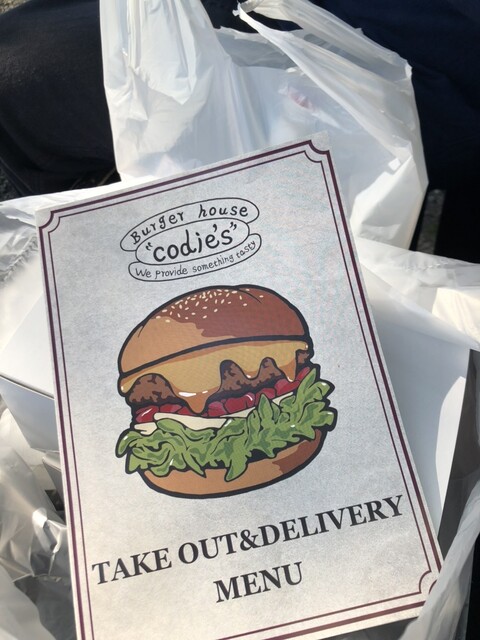 Burger house
"codie's"
We provide something tasty
TAKE OUT&DELIVERY
MENU